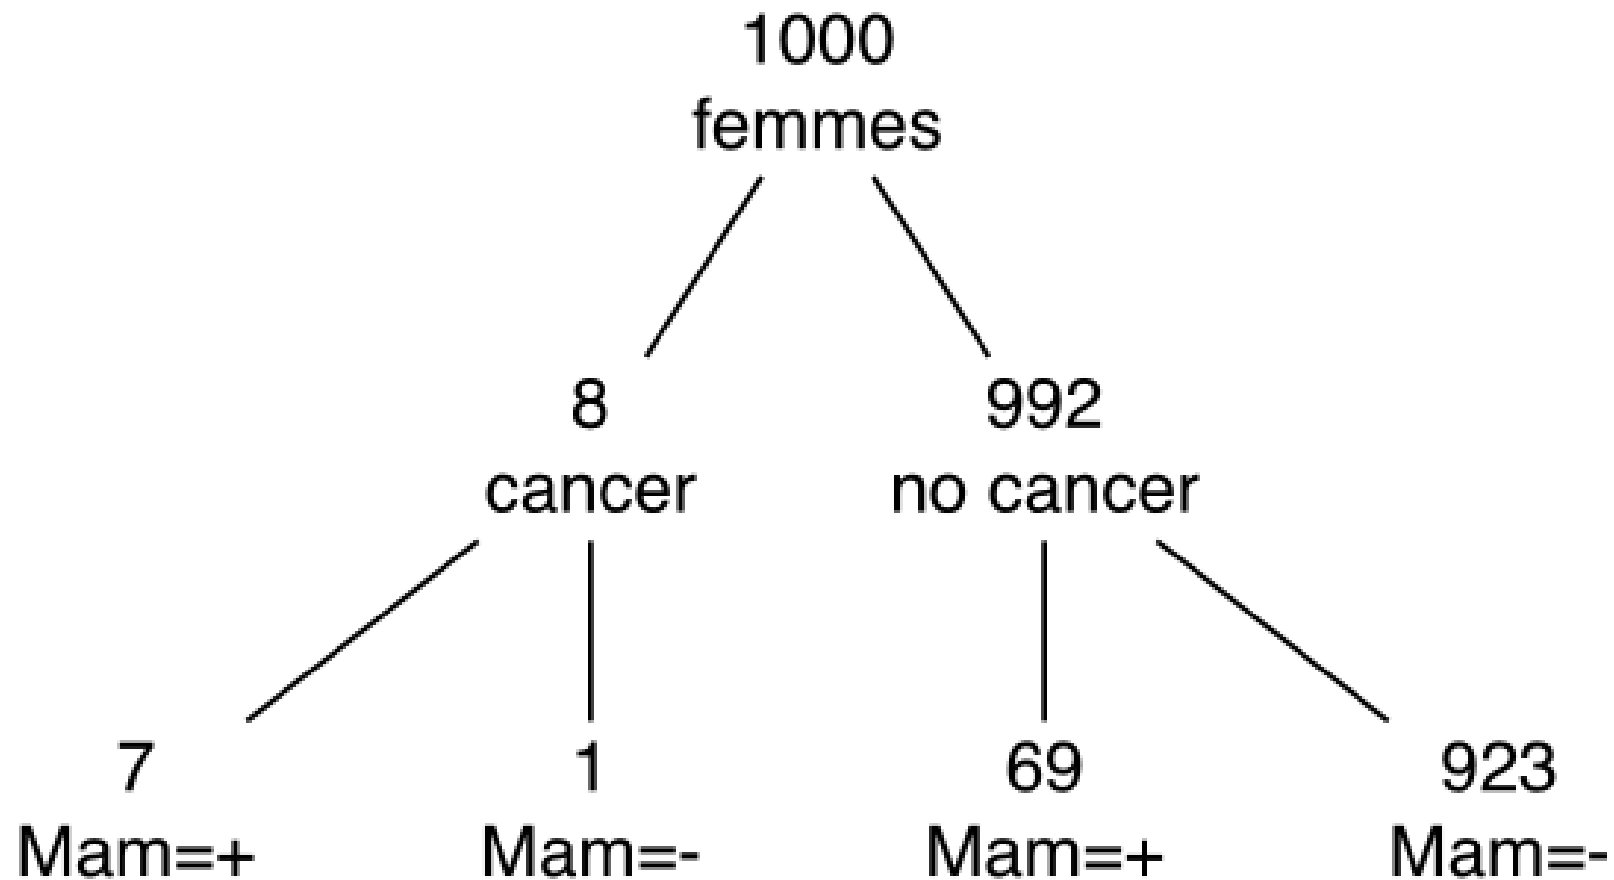 1000
femmes
8 992
cancer no cancer
7 1 69 923
Mam=+ Mam=- Mam=+ Mam=-